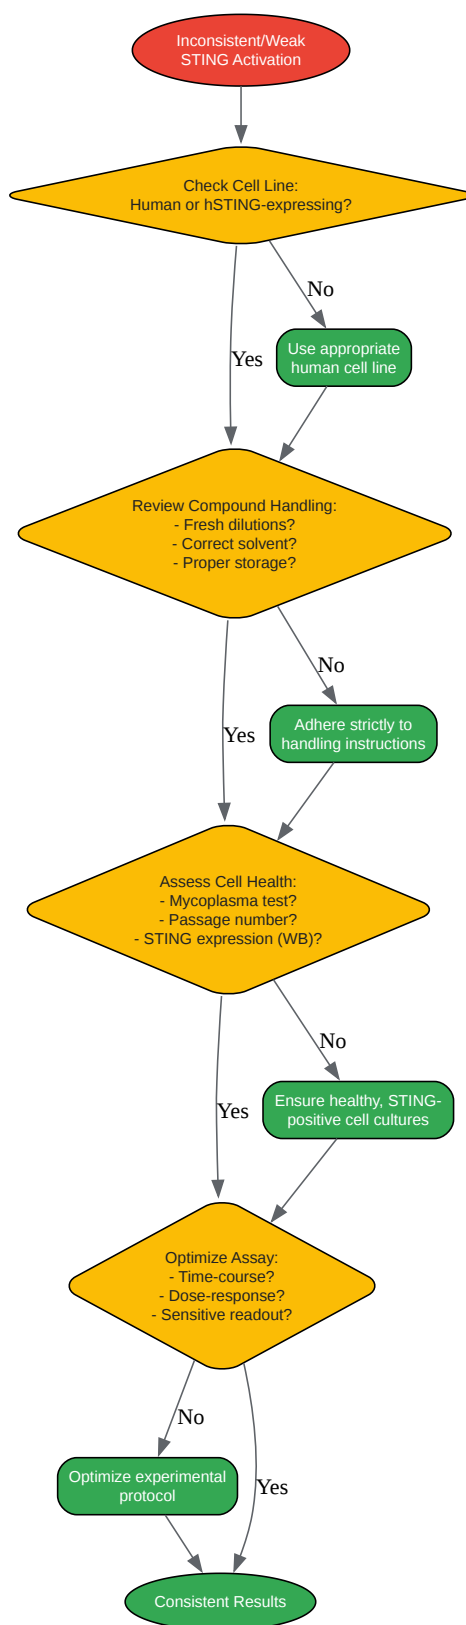 Inconsistent/Weak
STING Activation
Check Cell Line:
Human or hSTING-expressing?
No
Use appropriate
human cell line
Yes
Review Compound Handling:
- Fresh dilutions?
- Correct solvent?
- Proper storage?
No
Adhere strictly to
handling instructions
Yes
Assess Cell Health:
- Mycoplasma test?
- Passage number?
- STING expression (WB)?
No
Ensure healthy, STING-
positive cell cultures
Yes
Optimize Assay:
- Time-course?
- Dose-response?
- Sensitive readout?
No
Optimize experimental
protocol
Yes
Consistent Results